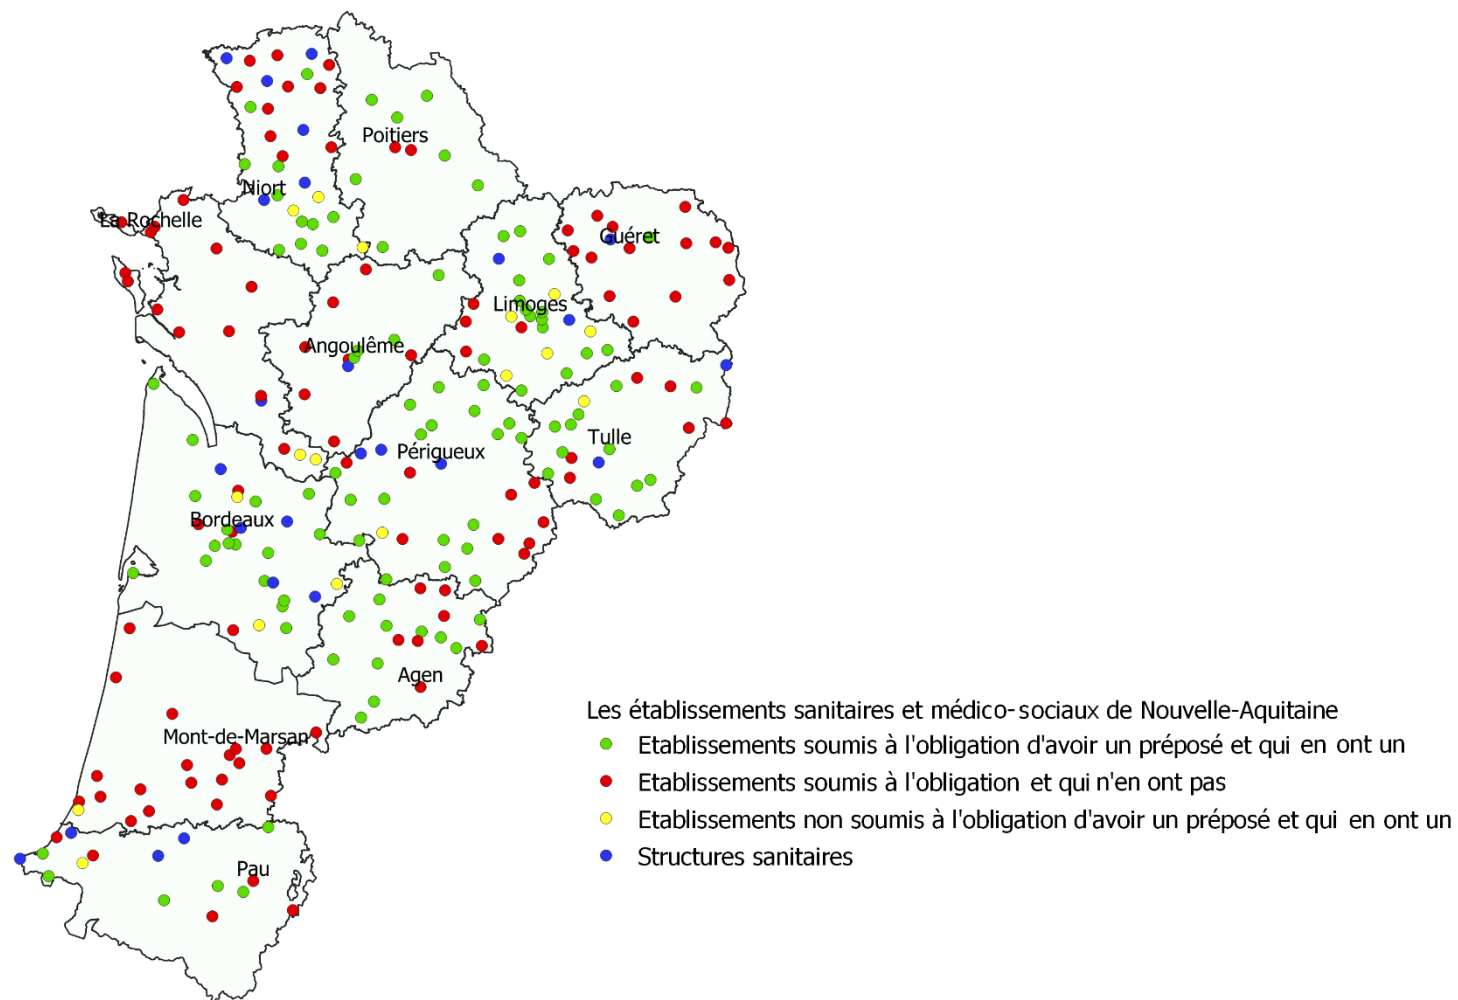 Poitiers
Niort
La Rochelle
Guéret
Limoges
Angoulême
Tulle
Périgueux
Bordeaux
Agen
Mont-de-Marsan
Pau
Les établissements sanitaires et médico-sociaux de Nouvelle-Aquitaine
Etablissements soumis à l'obligation d'avoir un préposé et qui en ont un
Etablissements soumis à l'obligation et qui n'en ont pas
Etablissements non soumis à l'obligation d'avoir un préposé et qui en ont un
Structures sanitaires